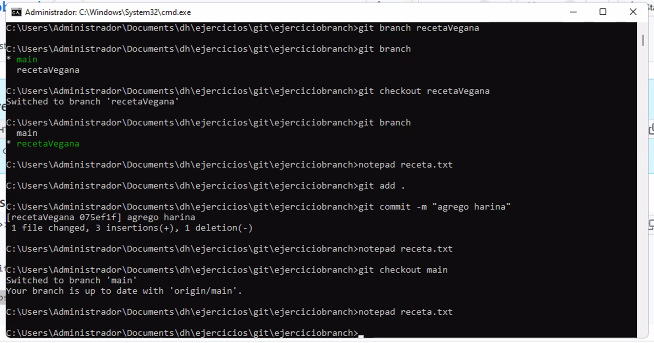 Administrador: C:\Windows\System32\cmd.exe
C:\Users\Administrador\Documents\dh\ejercicios\git\ejerciciobranch>git branch recetaVegana
C:\Users\Administrador\Documents\dh\ejercicios\git\ejerciciobranch>git branch
* main
recetaVegana
C:\Users\Administrador\Documents\dh\ejercicios\git\ejerciciobranch>git checkout recetaVegana
Switched to branch 'recetaVegana'
C:\Users\Administrador\Documents\dh\ejercicios\git\ejerciciobranch>git branch
main
* recetaVegana
C:\Users\Administrador\Documents\dh\ejercicios\git\ejerciciobranch>notepad receta.txt
C:\Users\Administrador\Documents\dh\ejercicios\git\ejerciciobranch>git add .
C:\Users\Administrador\Documents\dh\ejercicios\git\ejerciciobranch>git commit -m "agrego harina"
[recetaVegana 075ef1f] agrego harina
1 file changed, 3 insertions(+), 1 deletion(-)
C:\Users\Administrador\Documents\dh\ejercicios\git\ejerciciobranch>notepad receta.txt
C:\Users\Administrador\Documents\dh\ejercicios\git\ejerciciobranch>git checkout main
Switched to branch 'main'
Your branch is up to date with 'origin/main'.
C:\Users\Administrador\Documents\dh\ejercicios\git\ejerciciobranch>notepad receta.txt
C:\Users\Administrador\Documents\dh\ejercicios\git\ejerciciobranch>